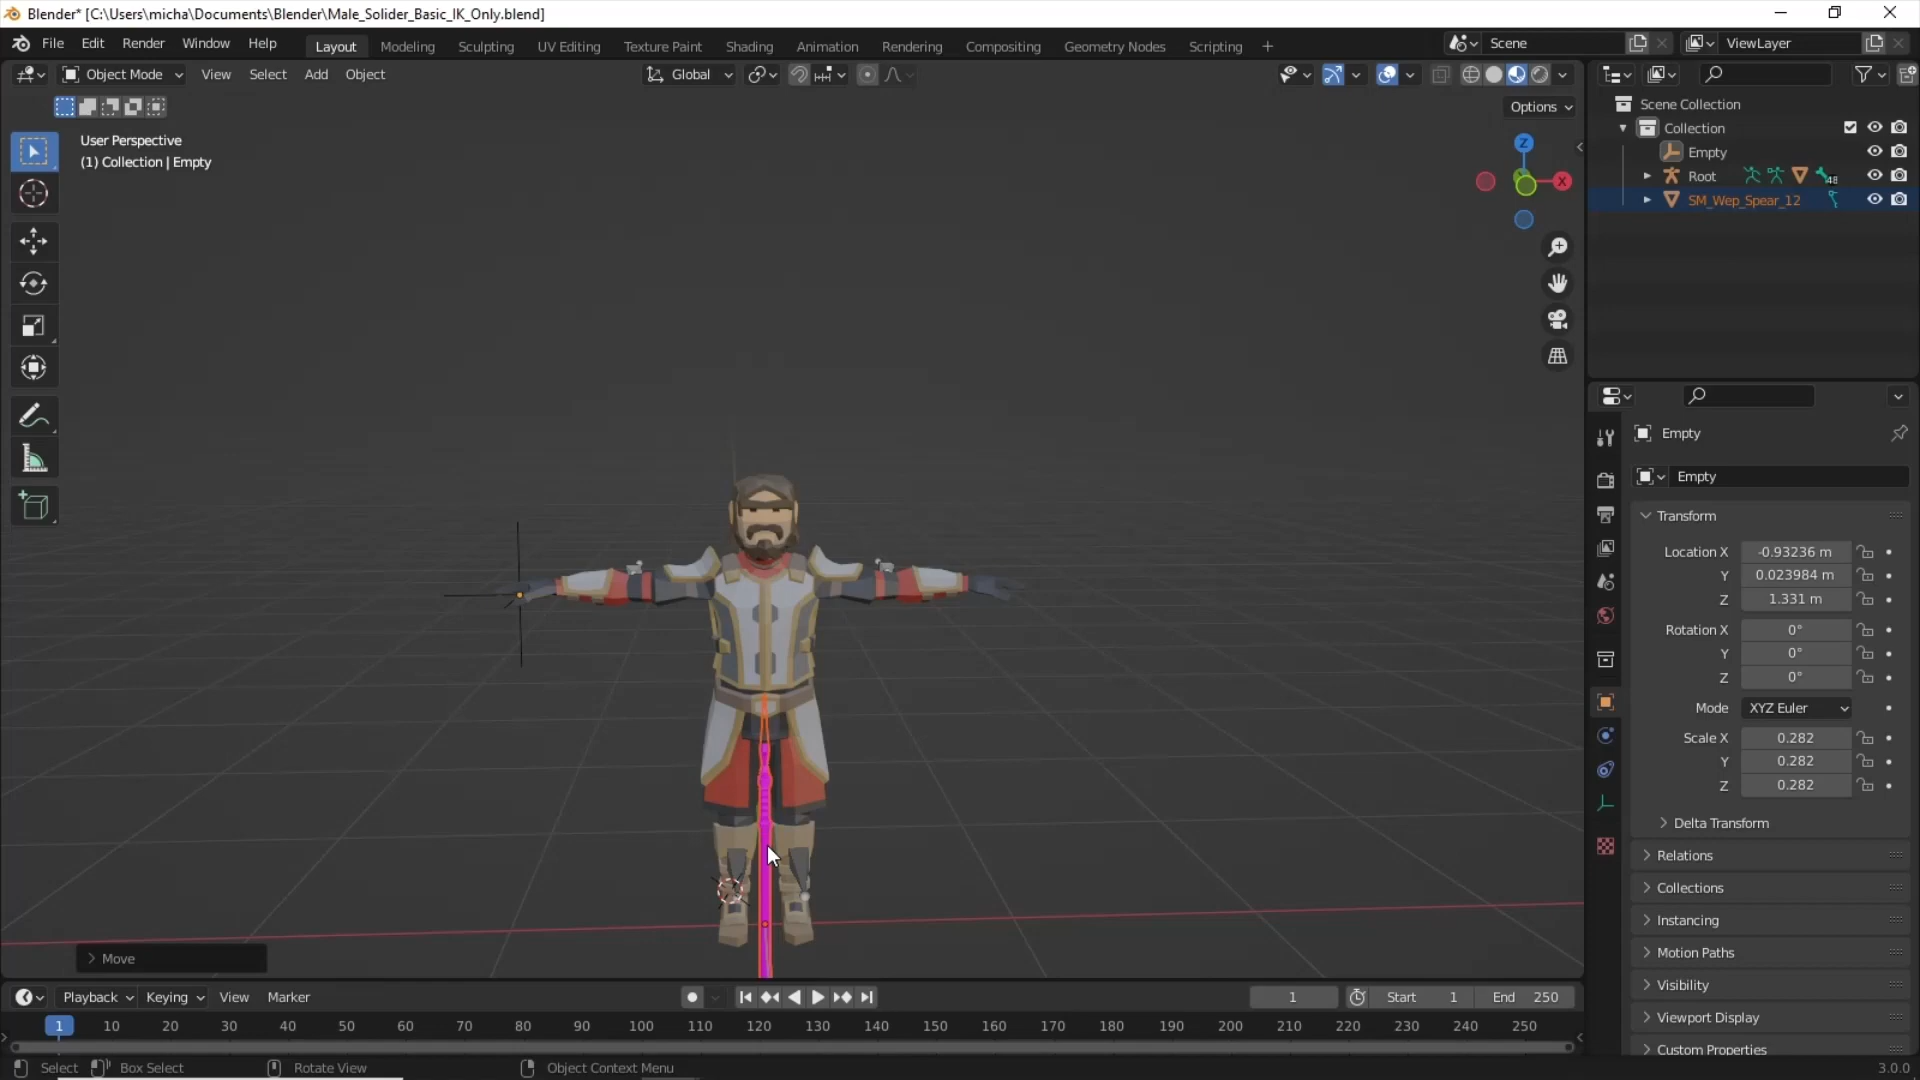 Blender* [C:\Users\micha\Documents\Blender\Male_Solider_Basic_IK_Only.blend]
File Edit Render Window Help Layout Modeling Sculpting UV Editing Texture Paint Shading Animation Rendering Compositing Geometry Nodes Scripting + Scene ViewLayer
Object Mode View Select Add Object Global
Options
User Perspective
(1) Collection | Empty
Z
X
Scene Collection
Collection
Empty
Root 48
SM_Wep_Spear_12
Empty
Empty
Transform
Location X -0.93236 m
Y 0.023984 m
Z 1.331 m
Rotation X 0°
Y 0°
Z 0°
Mode XYZ Euler
Scale X 0.282
Y 0.282
Z 0.282
Delta Transform
Relations
Collections
Instancing
Motion Paths
Visibility
Viewport Display
Custom Properties
Move
Playback Keying View Marker 1 Start 1 End 250
1 10 20 30 40 50 60 70 80 90 100 110 120 130 140 150 160 170 180 190 200 210 220 230 240 250
Select Box Select Rotate View Object Context Menu 3.0.0